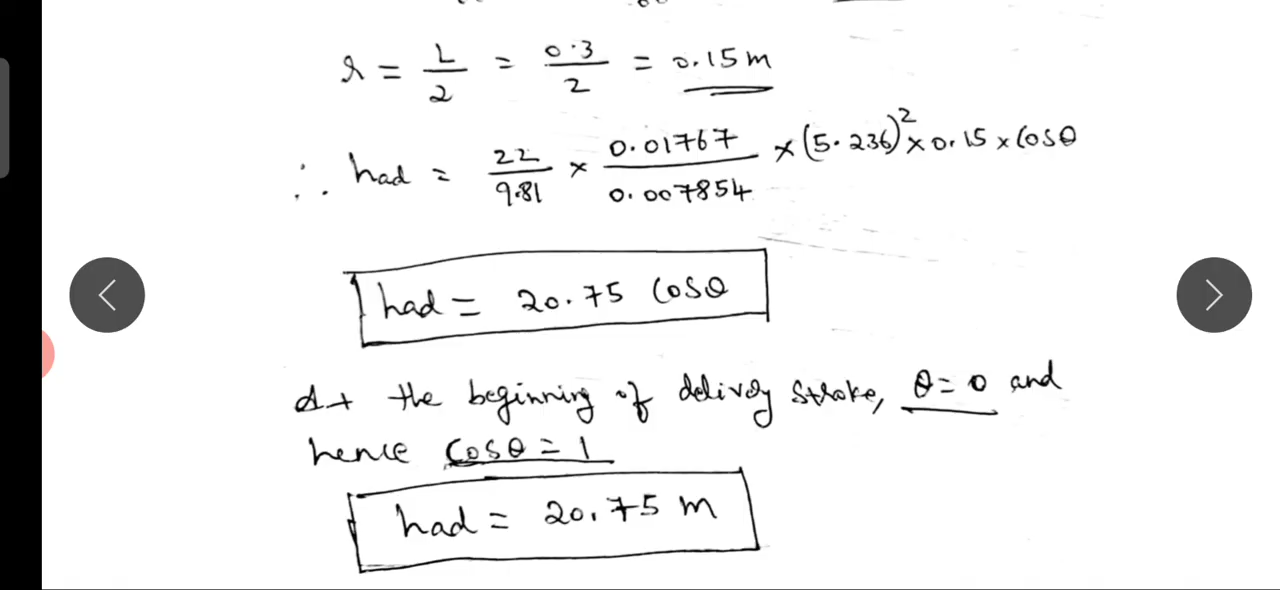 r = L/2 = 0.3/2 = 0.15 m
∴ had = 22/9.81 × 0.01767/0.007854 × (5.236)² × 0.15 × Cosθ
had = 20.75 Cosθ
At the beginning of delivery stroke, θ = 0 and
hence Cosθ = 1
had = 20.75 m